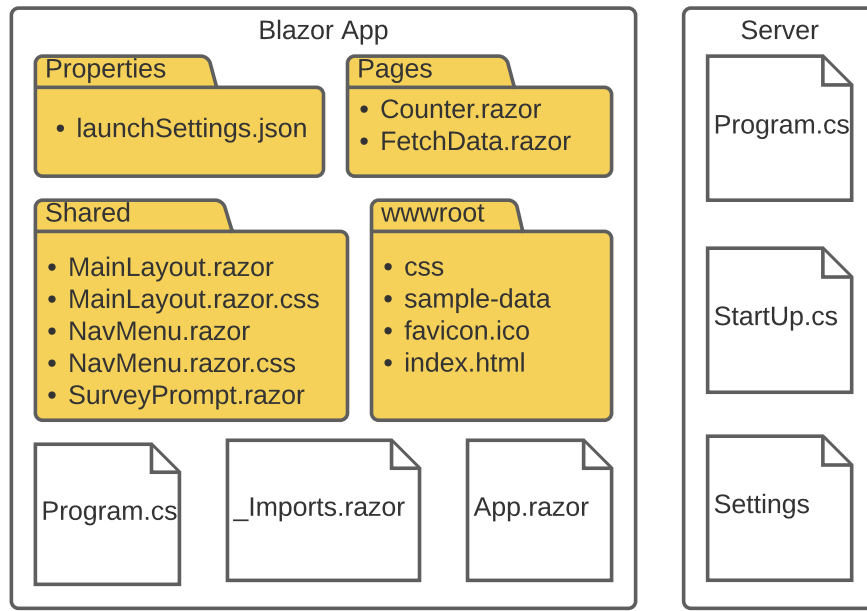 Blazor App
Properties
• launchSettings.json
Pages
• Counter.razor
• FetchData.razor
Shared
• MainLayout.razor
• MainLayout.razor.css
• NavMenu.razor
• NavMenu.razor.css
• SurveyPrompt.razor
wwwroot
• css
• sample-data
• favicon.ico
• index.html
Program.cs
_Imports.razor
App.razor
Server
Program.cs
StartUp.cs
Settings